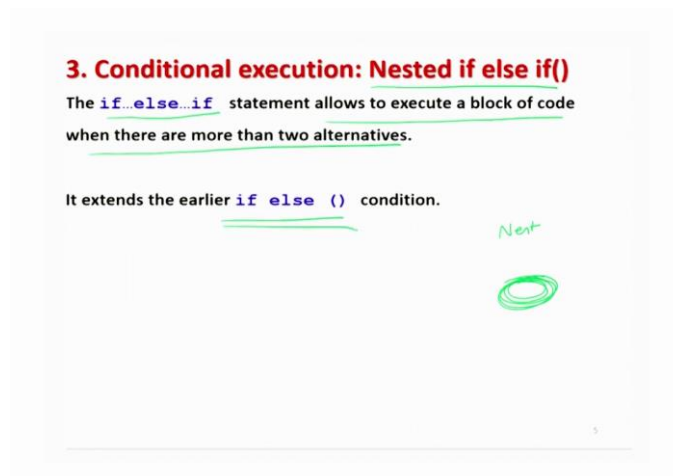 3. Conditional execution: Nested if else if()
The if…else…if statement allows to execute a block of code
when there are more than two alternatives.
It extends the earlier if else () condition.
Nest
5